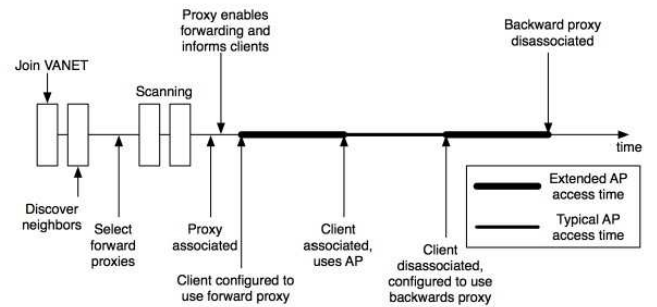 Proxy enables
forwarding and
informs clients
Backward proxy
disassociated
Join VANET
Scanning
time
Discover
neighbors
Select
forward
proxies
Proxy
associated
Client configured to
use forward proxy
Client
associated,
uses AP
Client
disassociated,
configured to use
backwards proxy
Extended AP
access time
Typical AP
access time